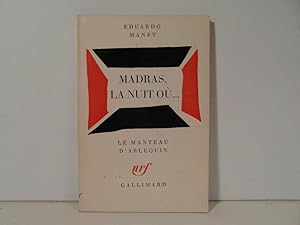 EDUARDO
MANET
MADRAS,
LA NUIT OÙ...
LE MANTEAU
D'ARLEQUIN
nrf
GALLIMARD